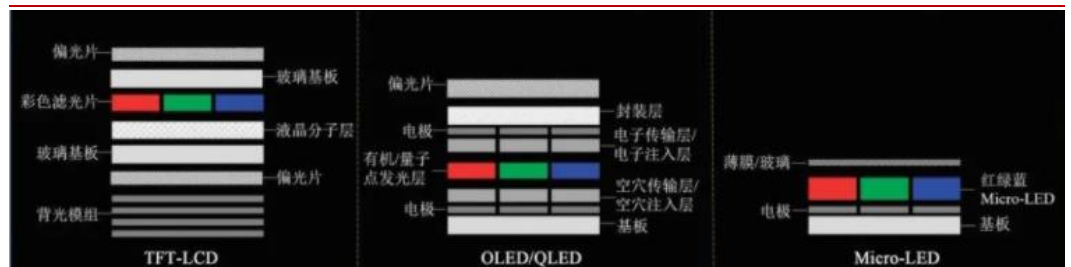 偏光片
玻璃基板
彩色滤光片
液晶分子层
玻璃基板
偏光片
背光模组
TFT-LCD
偏光片
封装层
电极
电子传输层/
电子注入层
有机/量子
点发光层
空穴传输层/
空穴注入层
电极
基板
OLED/QLED
薄膜/玻璃
红绿蓝
Micro-LED
电极
基板
Micro-LED